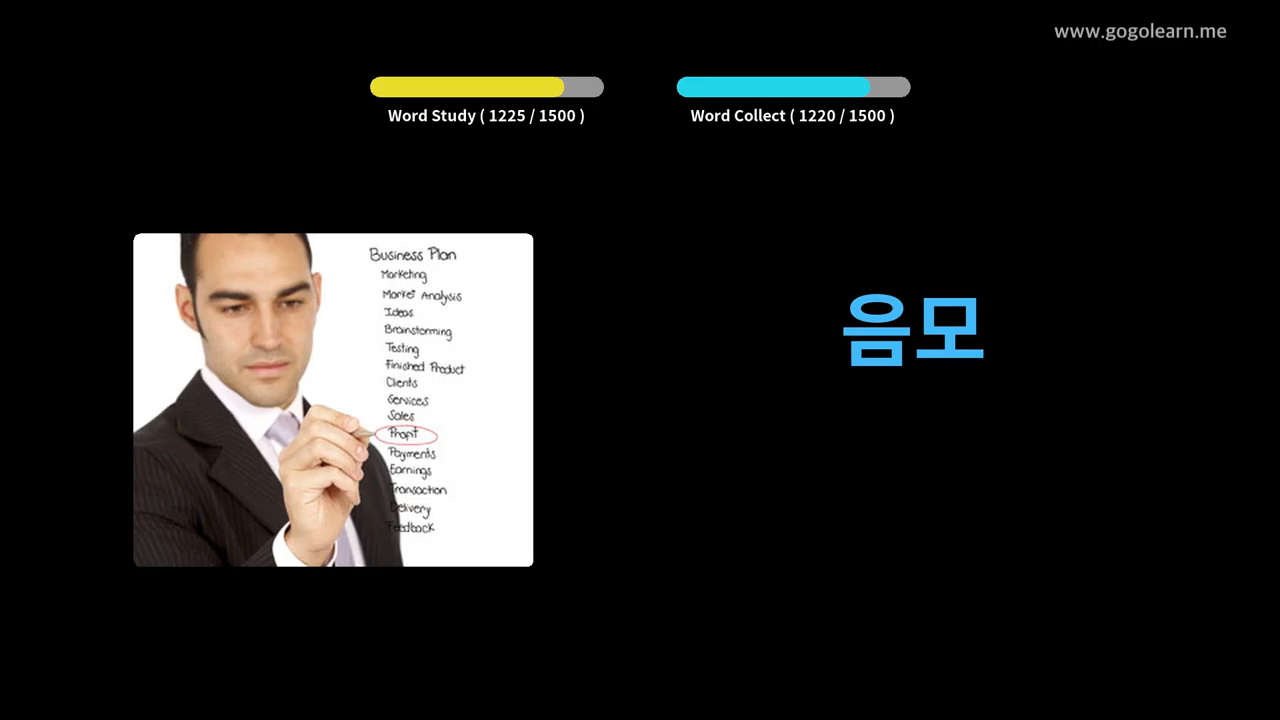 www.gogolearn.me
Word Study ( 1225 / 1500 )
Word Collect ( 1220 / 1500 )
Business Plan
Marketing
Market Analysis
Ideas
Brainstorming
Testing
Finished Product
Clients
Services
Sales
Profit
Payments
Earnings
Transaction
Delivery
Feedback
음모